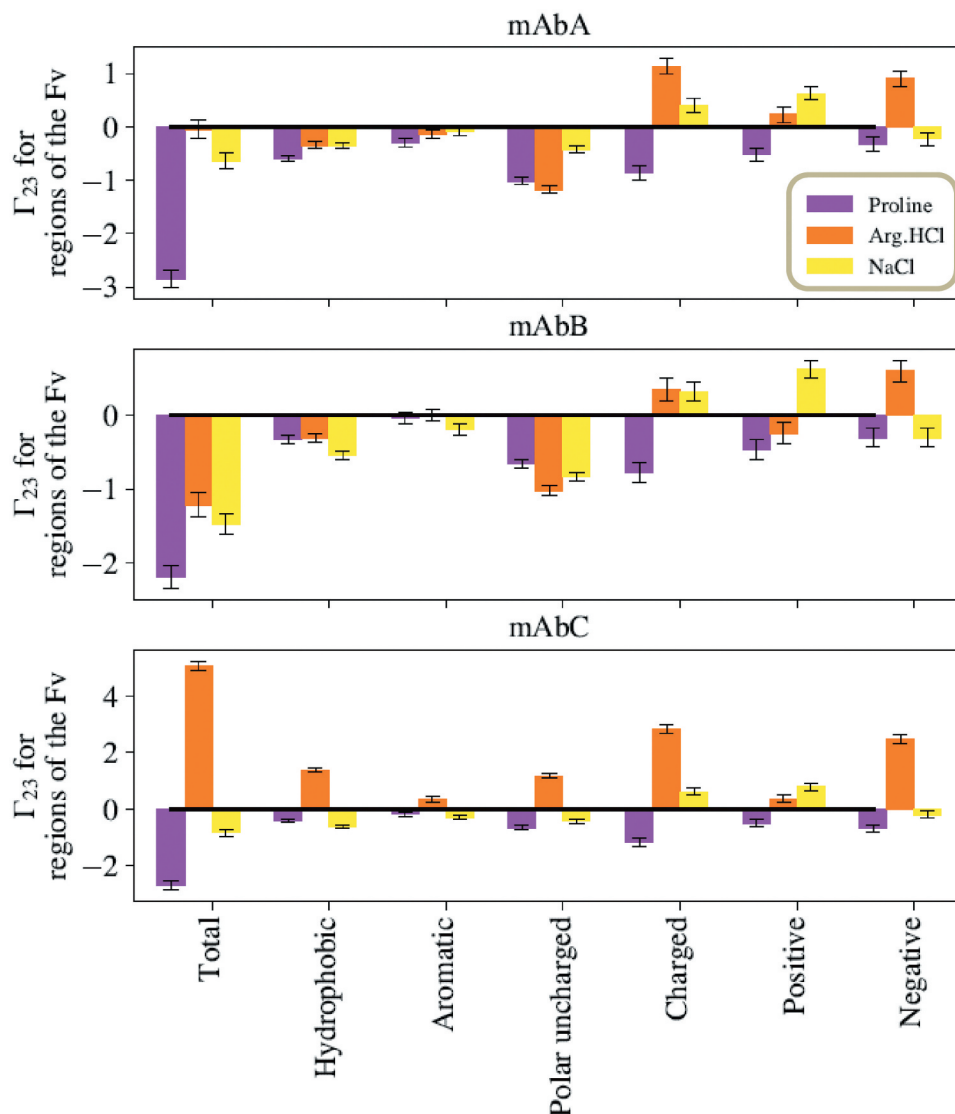 mAbA
Γ23 for
regions of the Fv
1
0
−1
−2
−3
Proline
Arg.HCl
NaCl
mAbB
Γ23 for
regions of the Fv
0
−1
−2
mAbC
Γ23 for
regions of the Fv
4
2
0
−2
Total
Hydrophobic
Aromatic
Polar uncharged
Charged
Positive
Negative